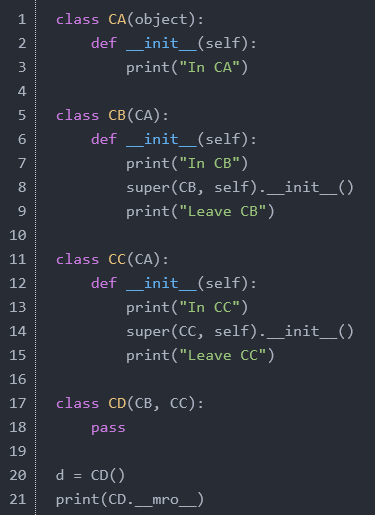 1 class CA(object):
2     def __init__(self):
3         print("In CA")
4
5 class CB(CA):
6     def __init__(self):
7         print("In CB")
8         super(CB, self).__init__()
9         print("Leave CB")
10
11 class CC(CA):
12     def __init__(self):
13         print("In CC")
14         super(CC, self).__init__()
15         print("Leave CC")
16
17 class CD(CB, CC):
18     pass
19
20 d = CD()
21 print(CD.__mro__)